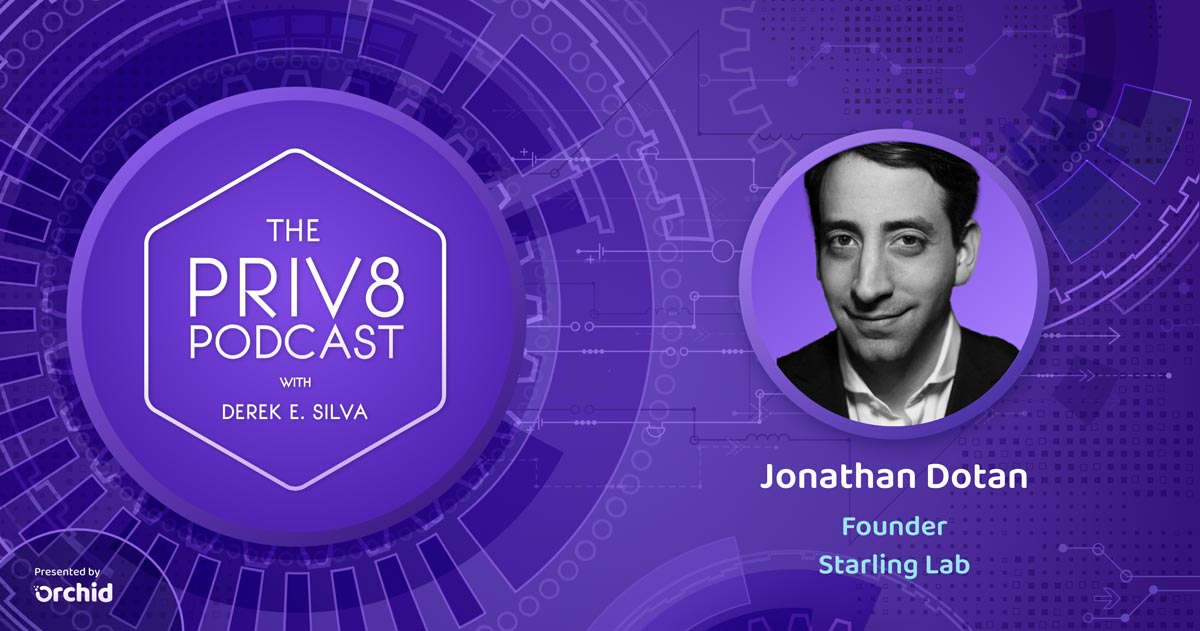 THE
PRIV8
PODCAST
WITH
DEREK E. SILVA
Jonathan Dotan
Founder
Starling Lab
Presented by
Orchid